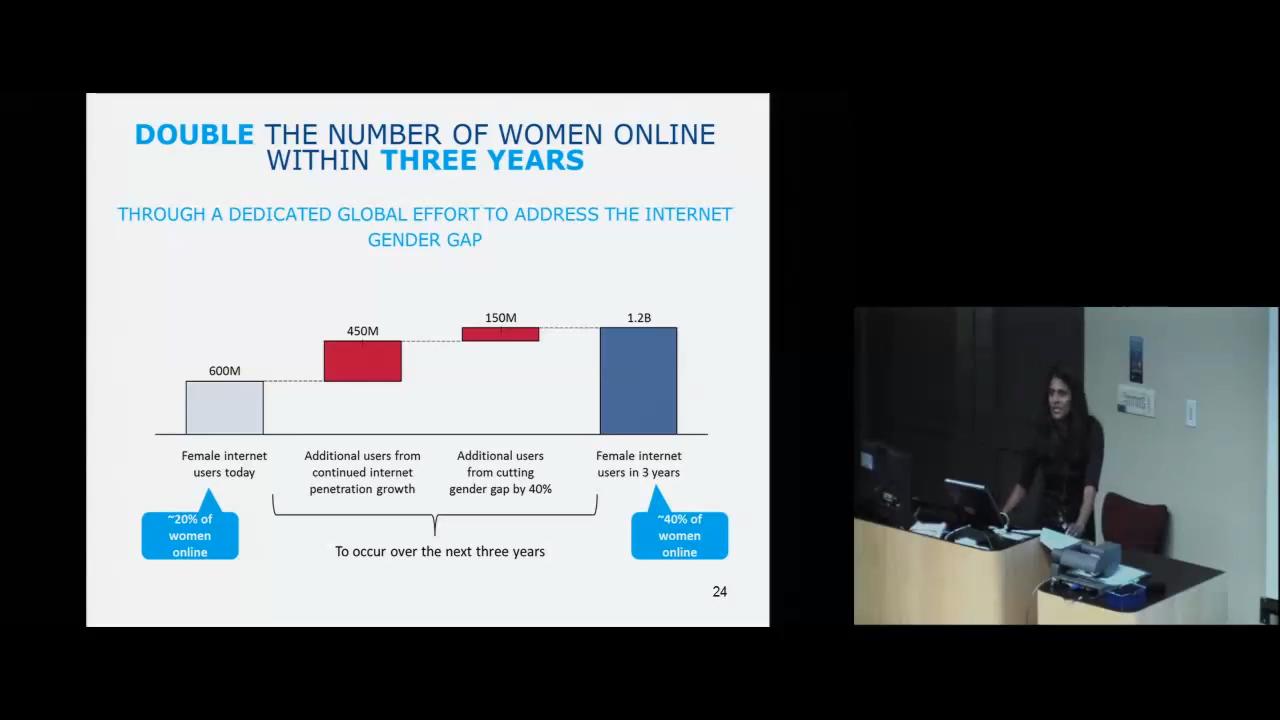 DOUBLE THE NUMBER OF WOMEN ONLINE
WITHIN THREE YEARS
THROUGH A DEDICATED GLOBAL EFFORT TO ADDRESS THE INTERNET
GENDER GAP
600M
450M
150M
1.2B
Female internet
users today
Additional users from
continued internet
penetration growth
Additional users
from cutting
gender gap by 40%
Female internet
users in 3 years
~20% of
women
online
To occur over the next three years
~40% of
women
online
24